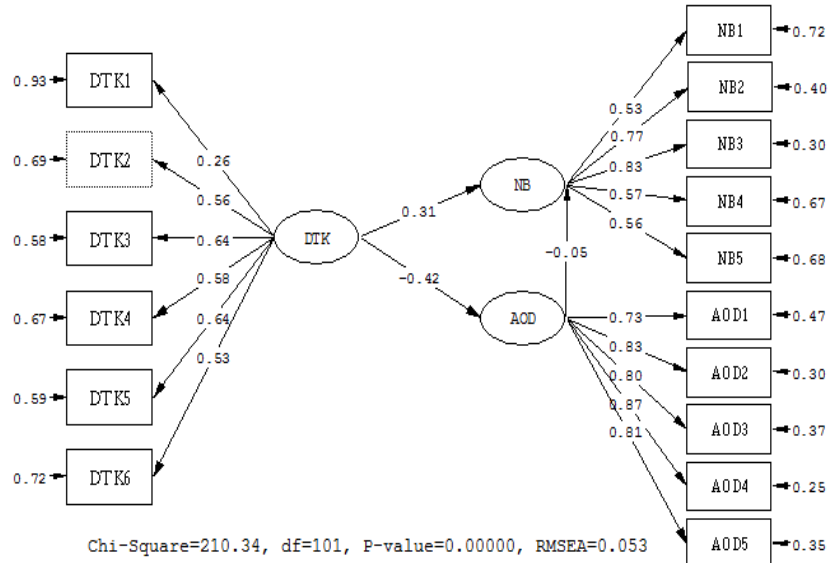 0.93 DTK1
0.69 DTK2
0.58 DTK3
0.67 DTK4
0.59 DTK5
0.72 DTK6
0.26
0.56
0.64
0.58
0.64
0.53
DTK
0.31
-0.42
NB
-0.05
AOD
0.53
0.77
0.83
0.57
0.56
0.73
0.83
0.80
0.87
0.81
NB1 0.72
NB2 0.40
NB3 0.30
NB4 0.67
NB5 0.68
AOD1 0.47
AOD2 0.30
AOD3 0.37
AOD4 0.25
AOD5 0.35
Chi-Square=210.34, df=101, P-value=0.00000, RMSEA=0.053